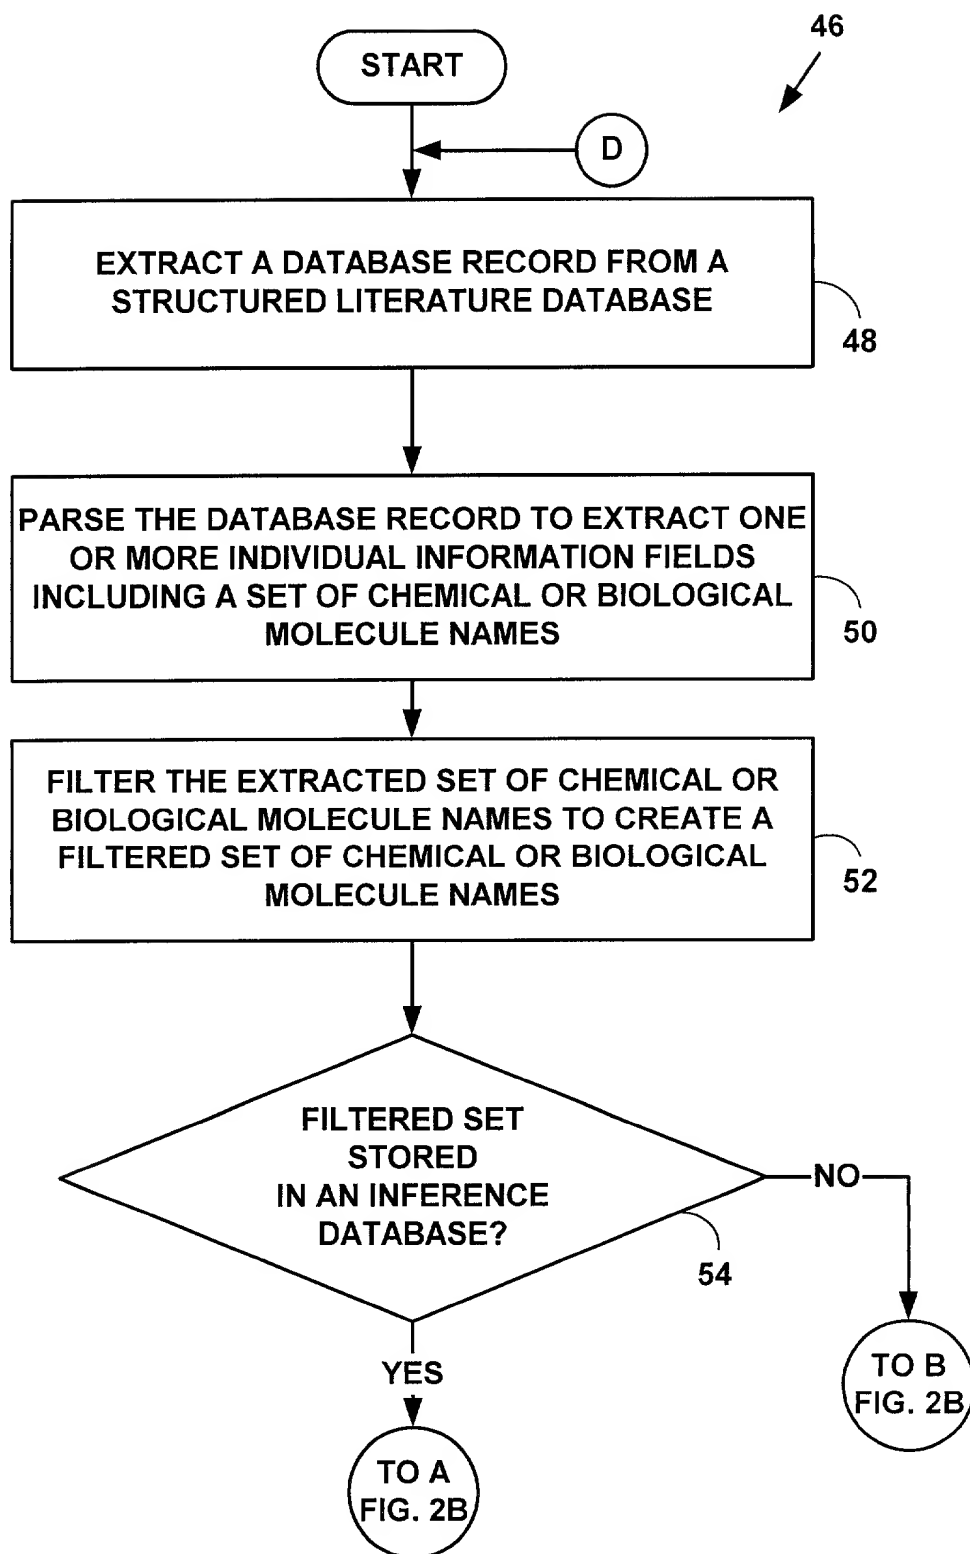 46
START
D
EXTRACT A DATABASE RECORD FROM A
STRUCTURED LITERATURE DATABASE
48
PARSE THE DATABASE RECORD TO EXTRACT ONE
OR MORE INDIVIDUAL INFORMATION FIELDS
INCLUDING A SET OF CHEMICAL OR BIOLOGICAL
MOLECULE NAMES
50
FILTER THE EXTRACTED SET OF CHEMICAL OR
BIOLOGICAL MOLECULE NAMES TO CREATE A
FILTERED SET OF CHEMICAL OR BIOLOGICAL
MOLECULE NAMES
52
FILTERED SET
STORED
IN AN INFERENCE
DATABASE?
NO
54
YES
TO B
FIG. 2B
TO A
FIG. 2B